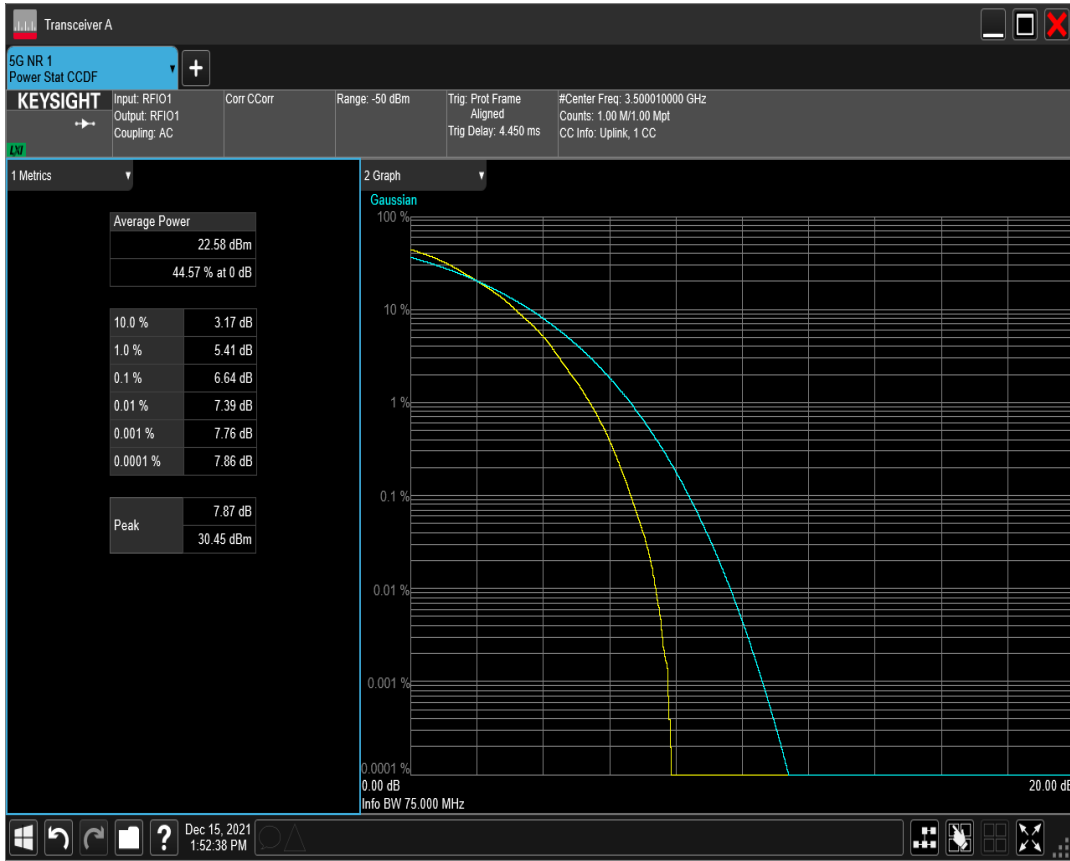 Transceiver A
5G NR 1
Power Stat CCDF
KEYSIGHT
LXI
Input: RFIO1
Output: RFIO1
Coupling: AC
Corr CCorr
Range: -50 dBm
Trig: Prot Frame
Aligned
Trig Delay: 4.450 ms
#Center Freq: 3.500010000 GHz
Counts: 1.00 M/1.00 Mpt
CC Info: Uplink, 1 CC
1 Metrics
Average Power
22.58 dBm
44.57 % at 0 dB
10.0 % 3.17 dB
1.0 % 5.41 dB
0.1 % 6.64 dB
0.01 % 7.39 dB
0.001 % 7.76 dB
0.0001 % 7.86 dB
Peak
7.87 dB
30.45 dBm
2 Graph
Gaussian
100 %
10 %
1 %
0.1 %
0.01 %
0.001 %
0.0001 %
0.00 dB 20.00 dB
Info BW 75.000 MHz
?
Dec 15, 2021
1:52:38 PM